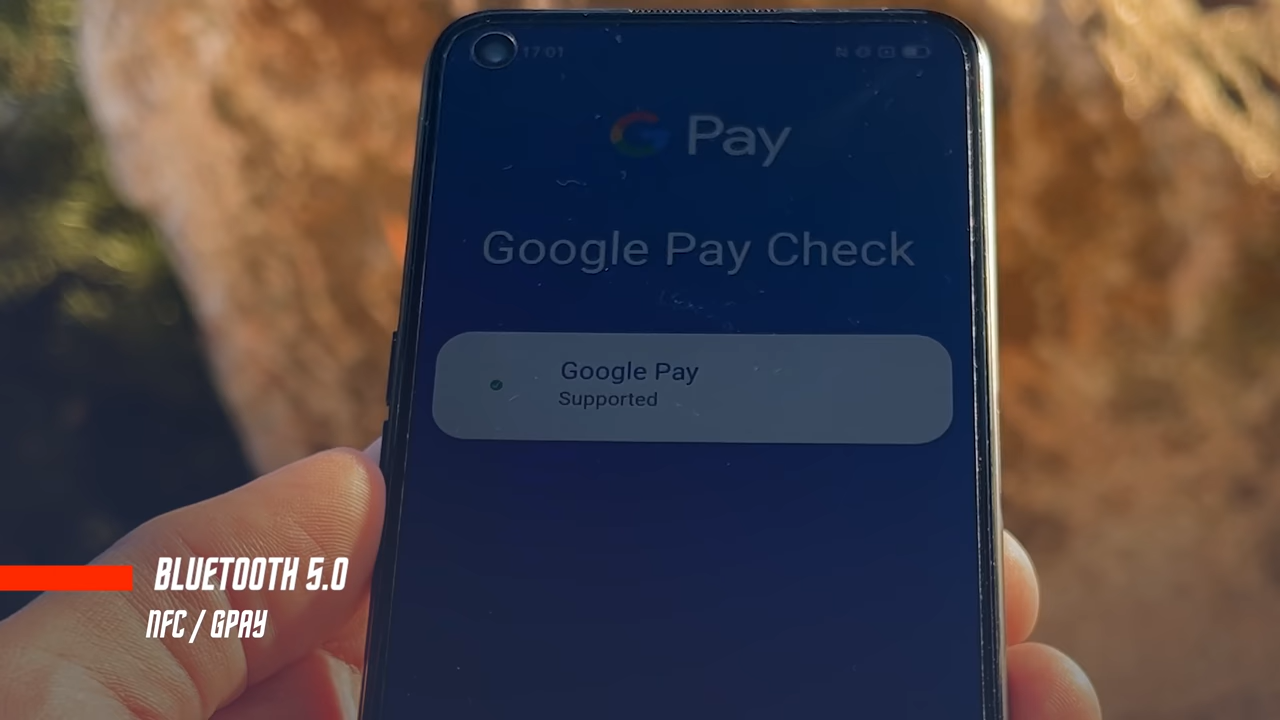 17:01
G Pay
Google Pay Check
Google Pay
Supported
BLUETOOTH 5.0
NFC / GPAY